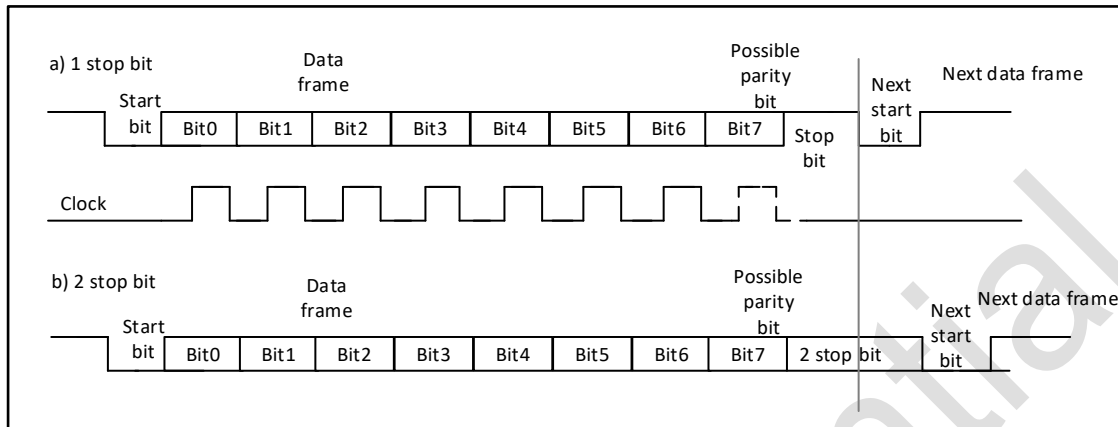 a) 1 stop bit
Data
frame
Possible
parity
bit
Next data frame
Start
bit
Next
start
bit
Bit0 Bit1 Bit2 Bit3 Bit4 Bit5 Bit6 Bit7
Stop
bit
Clock
b) 2 stop bit
Data
frame
Possible
parity
bit
Next data frame
Start
bit
Next
start
bit
Bit0 Bit1 Bit2 Bit3 Bit4 Bit5 Bit6 Bit7 2 stop bit